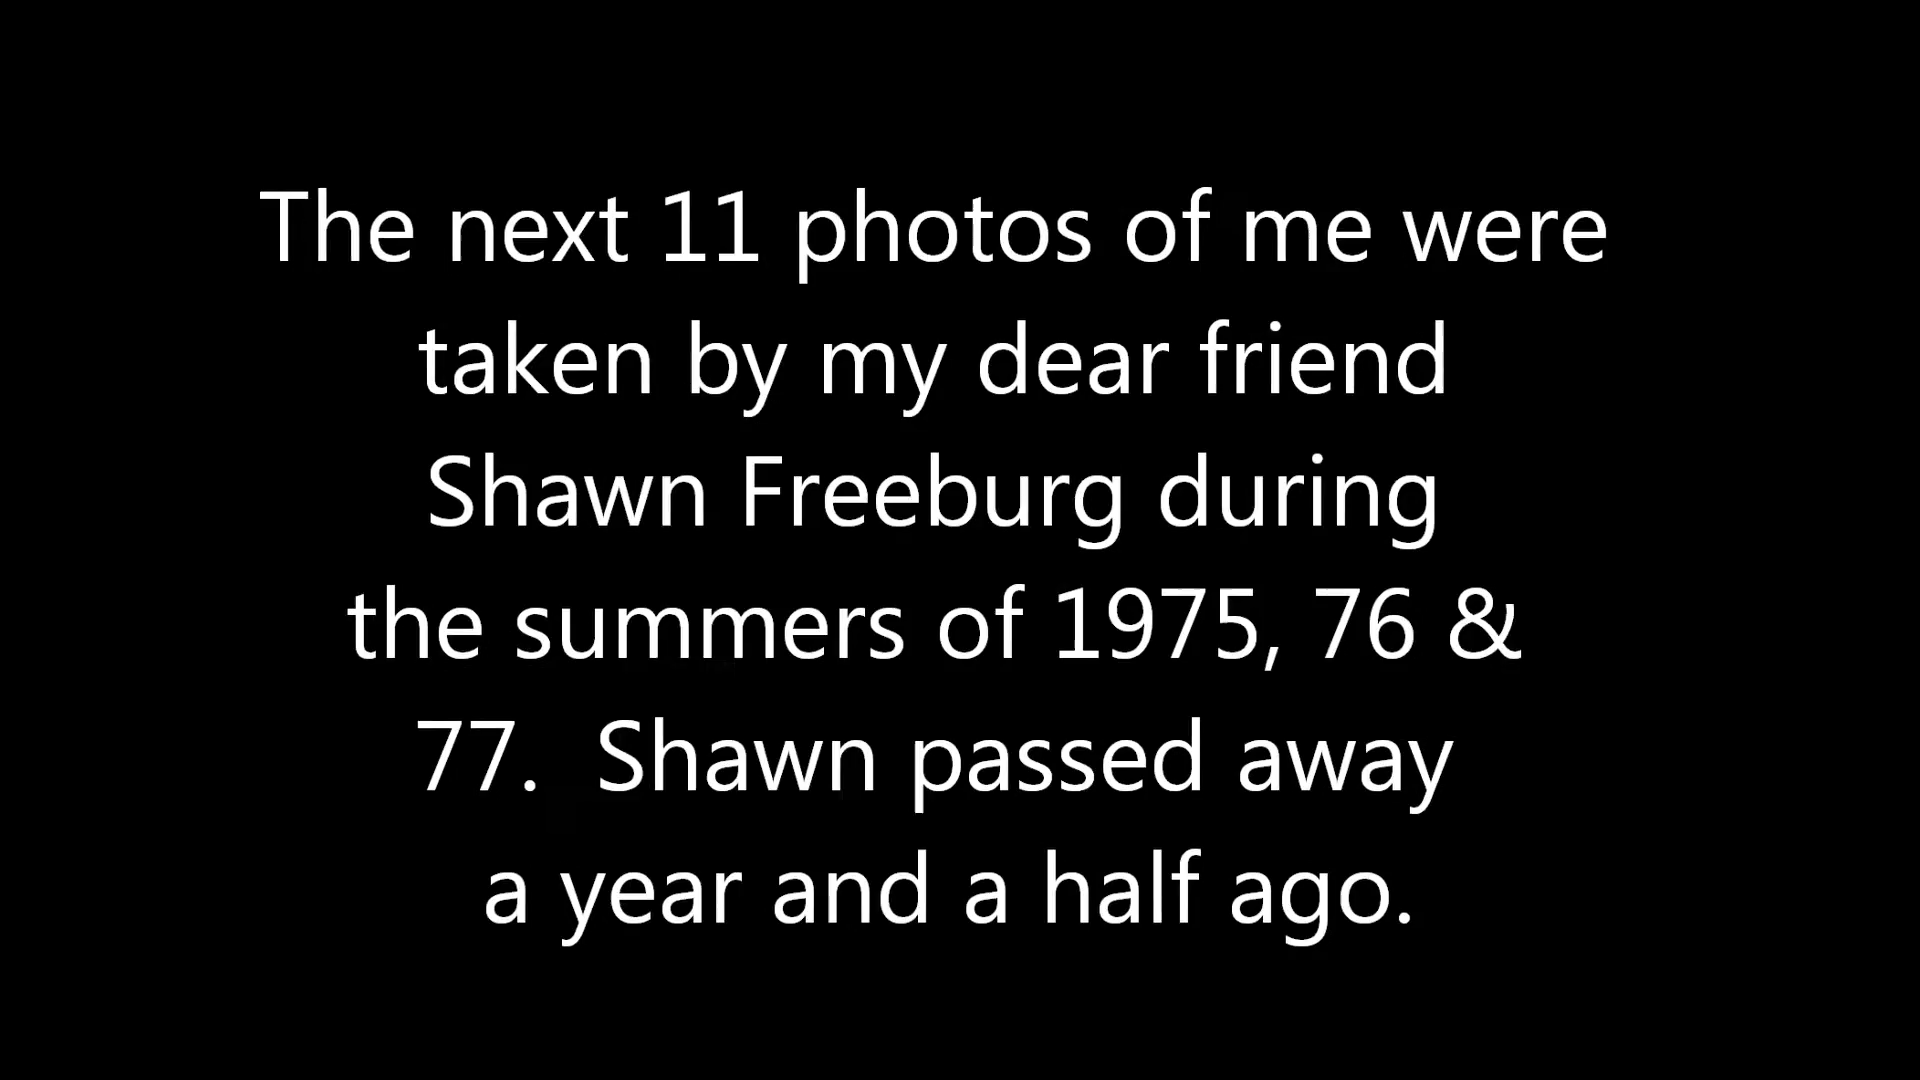 The next 11 photos of me were
taken by my dear friend
Shawn Freeburg during
the summers of 1975, 76 &
77.  Shawn passed away
a year and a half ago.